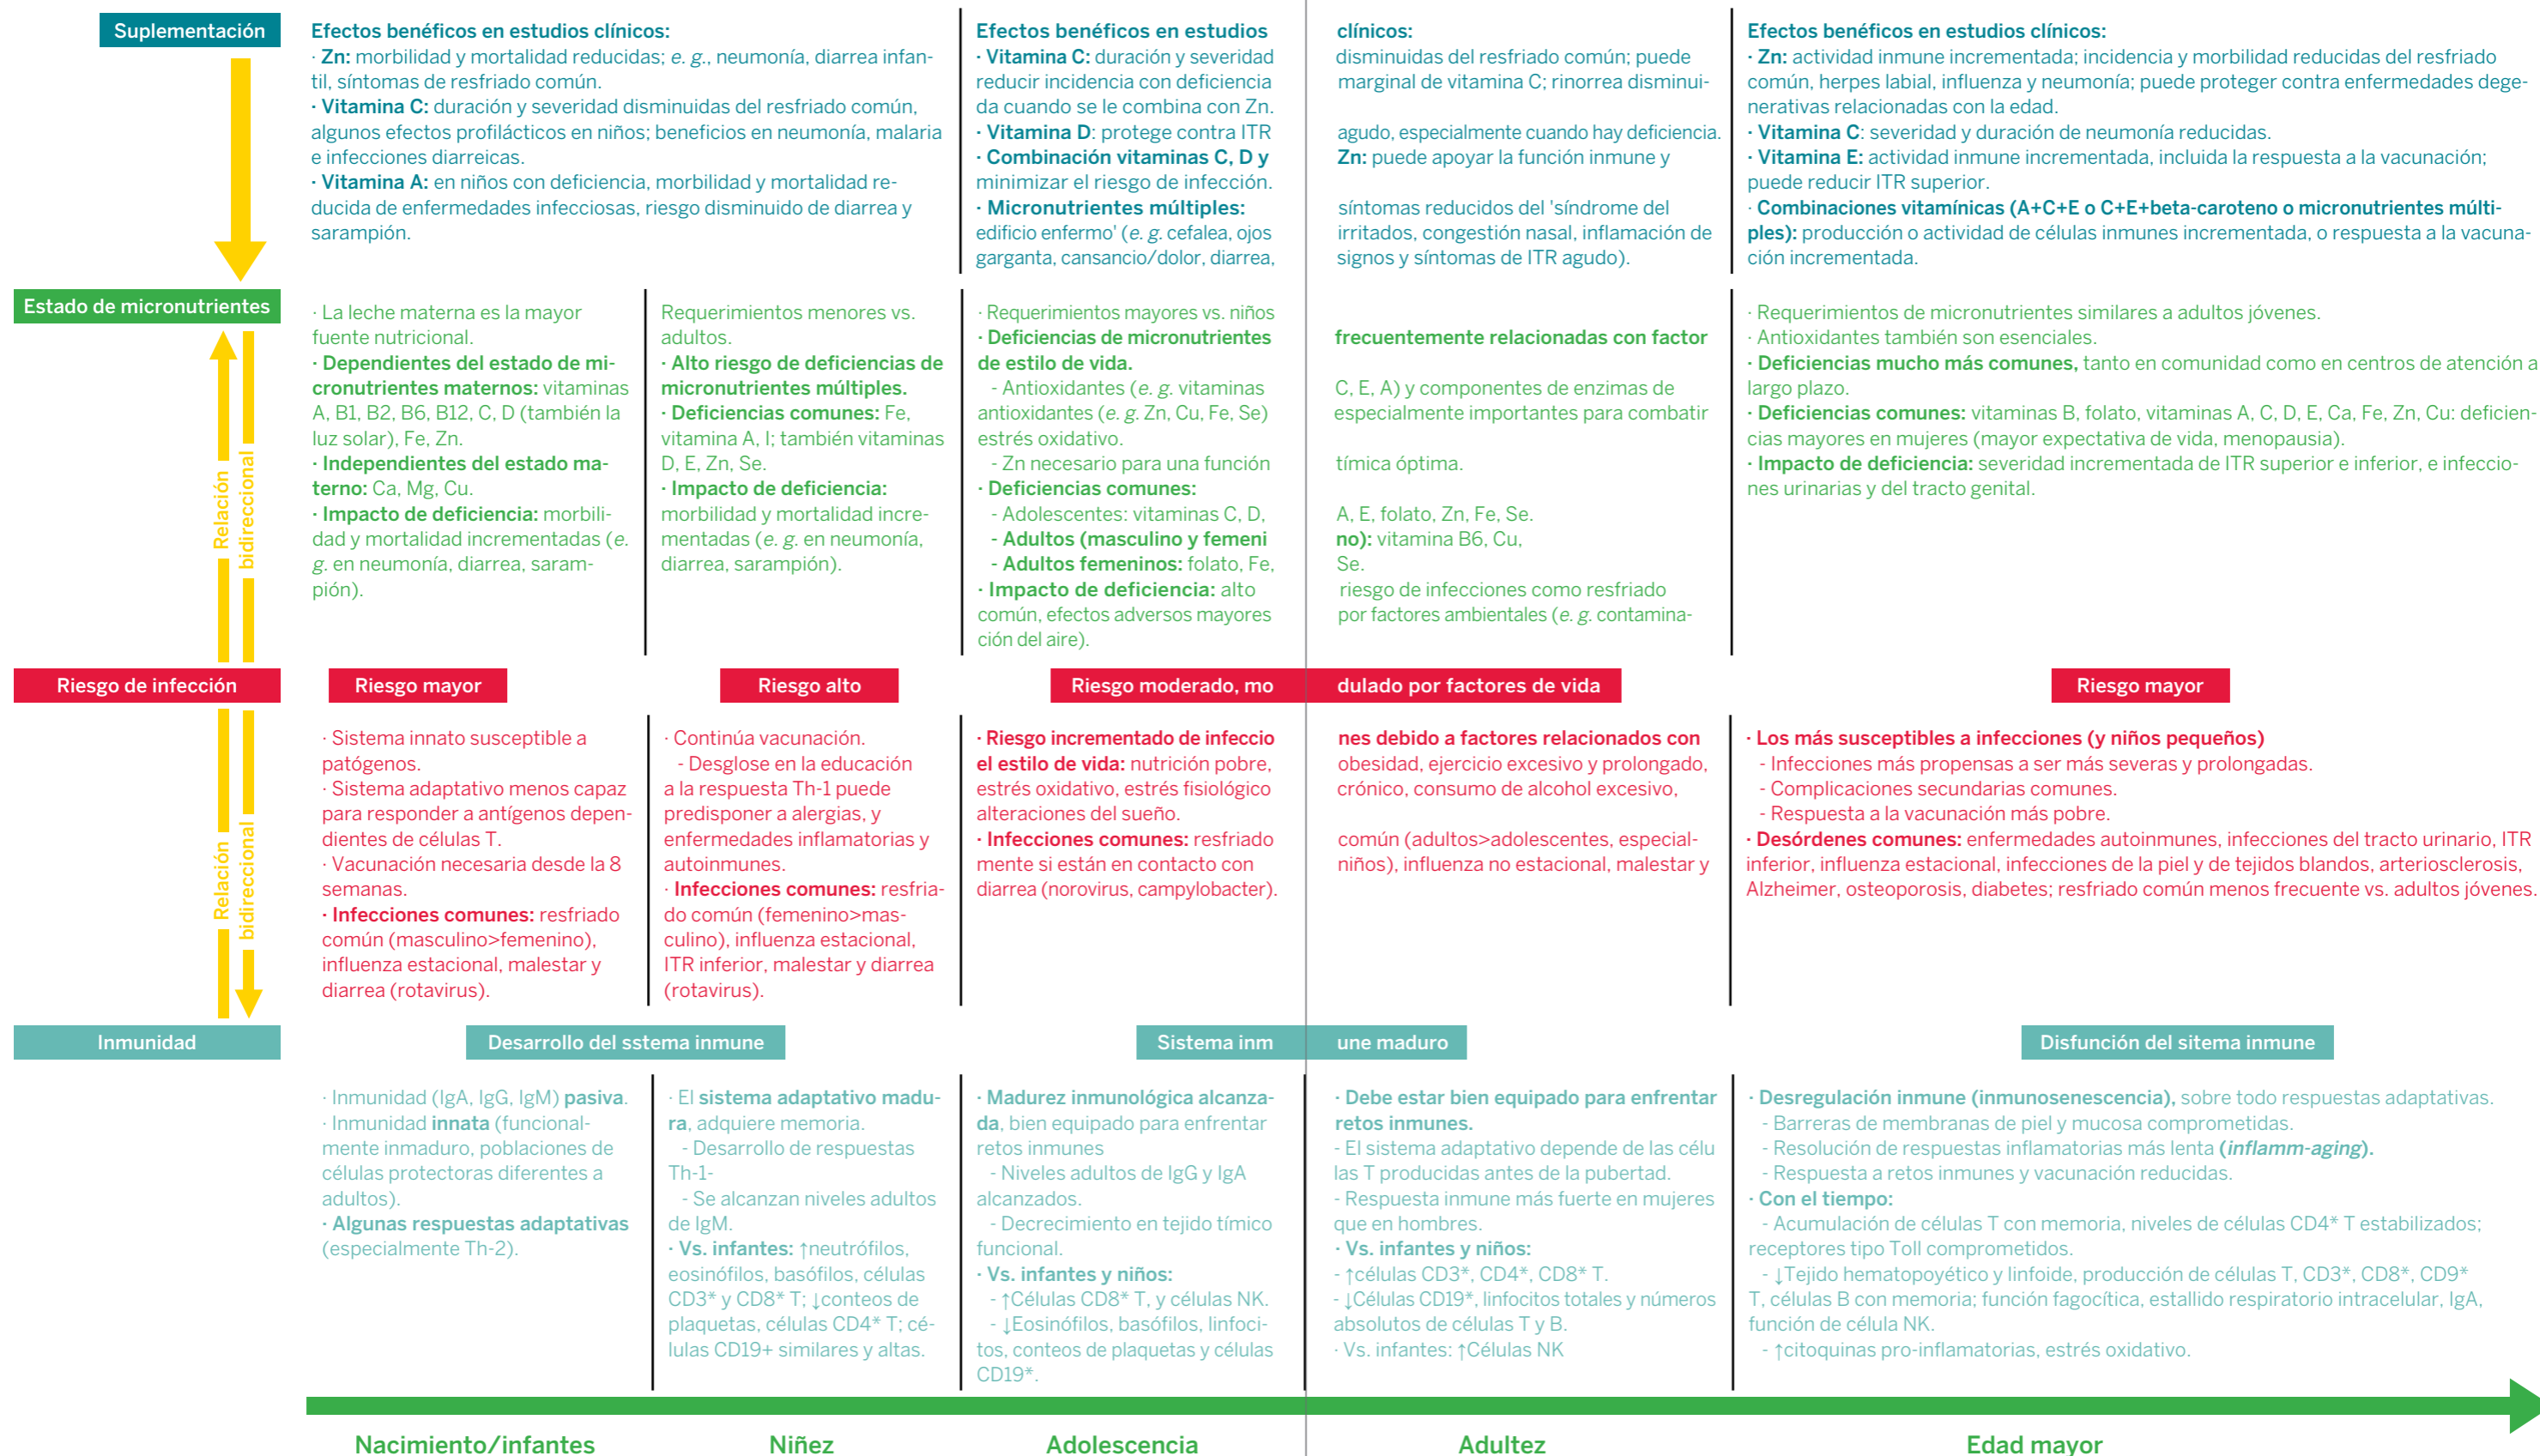 Suplementación
Efectos benéficos en estudios clínicos:
· Zn: morbilidad y mortalidad reducidas; e. g., neumonía, diarrea infan-
til, síntomas de resfriado común.
· Vitamina C: duración y severidad disminuidas del resfriado común,
algunos efectos profilácticos en niños; beneficios en neumonía, malaria
e infecciones diarreicas.
· Vitamina A: en niños con deficiencia, morbilidad y mortalidad re-
ducida de enfermedades infecciosas, riesgo disminuido de diarrea y
sarampión.
Efectos benéficos en estudios clínicos:
· Vitamina C: duración y severidad disminuidas del resfriado común; puede
reducir incidencia con deficiencia marginal de vitamina C; rinorrea disminui-
da cuando se le combina con Zn.
· Vitamina D: protege contra ITR agudo, especialmente cuando hay deficiencia.
· Combinación vitaminas C, D y Zn: puede apoyar la función inmune y
minimizar el riesgo de infección.
· Micronutrientes múltiples: síntomas reducidos del 'síndrome del
edificio enfermo' (e. g. cefalea, ojos irritados, congestión nasal, inflamación de
garganta, cansancio/dolor, diarrea, signos y síntomas de ITR agudo).
Efectos benéficos en estudios clínicos:
· Zn: actividad inmune incrementada; incidencia y morbilidad reducidas del resfriado
común, herpes labial, influenza y neumonía; puede proteger contra enfermedades dege-
nerativas relacionadas con la edad.
· Vitamina C: severidad y duración de neumonía reducidas.
· Vitamina E: actividad inmune incrementada, incluida la respuesta a la vacunación;
puede reducir ITR superior.
· Combinaciones vitamínicas (A+C+E o C+E+beta-caroteno o micronutrientes múlti-
ples): producción o actividad de células inmunes incrementada, o respuesta a la vacuna-
ción incrementada.
Estado de micronutrientes
· La leche materna es la mayor
fuente nutricional.
· Dependientes del estado de mi-
cronutrientes maternos: vitaminas
A, B1, B2, B6, B12, C, D (también la
luz solar), Fe, Zn.
· Independientes del estado ma-
terno: Ca, Mg, Cu.
· Impacto de deficiencia: morbili-
dad y mortalidad incrementadas (e.
g. en neumonía, diarrea, saram-
pión).
Requerimientos menores vs.
adultos.
· Alto riesgo de deficiencias de
micronutrientes múltiples.
· Deficiencias comunes: Fe,
vitamina A, I; también vitaminas
D, E, Zn, Se.
· Impacto de deficiencia:
morbilidad y mortalidad incre-
mentadas (e. g. en neumonía,
diarrea, sarampión).
· Requerimientos mayores vs. niños
· Deficiencias de micronutrientes frecuentemente relacionadas con factor
de estilo de vida.
- Antioxidantes (e. g. vitaminas C, E, A) y componentes de enzimas de
antioxidantes (e. g. Zn, Cu, Fe, Se) especialmente importantes para combatir
estrés oxidativo.
- Zn necesario para una función tímica óptima.
· Deficiencias comunes:
- Adolescentes: vitaminas C, D, A, E, folato, Zn, Fe, Se.
- Adultos (masculino y femeni no): vitamina B6, Cu,
- Adultos femeninos: folato, Fe, Se.
· Impacto de deficiencia: alto riesgo de infecciones como resfriado
común, efectos adversos mayores por factores ambientales (e. g. contamina-
ción del aire).
· Requerimientos de micronutrientes similares a adultos jóvenes.
· Antioxidantes también son esenciales.
· Deficiencias mucho más comunes, tanto en comunidad como en centros de atención a
largo plazo.
· Deficiencias comunes: vitaminas B, folato, vitaminas A, C, D, E, Ca, Fe, Zn, Cu: deficien-
cias mayores en mujeres (mayor expectativa de vida, menopausia).
· Impacto de deficiencia: severidad incrementada de ITR superior e inferior, e infeccio-
nes urinarias y del tracto genital.
Relación
bidireccional
Riesgo de infección
Riesgo mayor
Riesgo alto
Riesgo moderado, mo dulado por factores de vida
Riesgo mayor
· Sistema innato susceptible a
patógenos.
· Sistema adaptativo menos capaz
para responder a antígenos depen-
dientes de células T.
· Vacunación necesaria desde la 8
semanas.
· Infecciones comunes: resfriado
común (masculino>femenino),
influenza estacional, malestar y
diarrea (rotavirus).
· Continúa vacunación.
- Desglose en la educación
a la respuesta Th-1 puede
predisponer a alergias, y
enfermedades inflamatorias y
autoinmunes.
· Infecciones comunes: resfria-
do común (femenino>mas-
culino), influenza estacional,
ITR inferior, malestar y diarrea
(rotavirus).
· Riesgo incrementado de infeccio nes debido a factores relacionados con
el estilo de vida: nutrición pobre, obesidad, ejercicio excesivo y prolongado,
estrés oxidativo, estrés fisiológico crónico, consumo de alcohol excesivo,
alteraciones del sueño.
· Infecciones comunes: resfriado común (adultos>adolescentes, especial-
mente si están en contacto con niños), influenza no estacional, malestar y
diarrea (norovirus, campylobacter).
· Los más susceptibles a infecciones (y niños pequeños)
- Infecciones más propensas a ser más severas y prolongadas.
- Complicaciones secundarias comunes.
- Respuesta a la vacunación más pobre.
· Desórdenes comunes: enfermedades autoinmunes, infecciones del tracto urinario, ITR
inferior, influenza estacional, infecciones de la piel y de tejidos blandos, arteriosclerosis,
Alzheimer, osteoporosis, diabetes; resfriado común menos frecuente vs. adultos jóvenes.
Relación
bidireccional
Inmunidad
Desarrollo del sstema inmune
Sistema inm une maduro
Disfunción del sitema inmune
· Inmunidad (IgA, IgG, IgM) pasiva.
· Inmunidad innata (funcional-
mente inmaduro, poblaciones de
células protectoras diferentes a
adultos).
· Algunas respuestas adaptativas
(especialmente Th-2).
· El sistema adaptativo madu-
ra, adquiere memoria.
- Desarrollo de respuestas
Th-1-
- Se alcanzan niveles adultos
de IgM.
· Vs. infantes: ↑neutrófilos,
eosinófilos, basófilos, células
CD3* y CD8* T; ↓conteos de
plaquetas, células CD4* T; cé-
lulas CD19+ similares y altas.
· Madurez inmunológica alcanza-
da, bien equipado para enfrentar
retos inmunes
- Niveles adultos de IgG y IgA
alcanzados.
- Decrecimiento en tejido tímico
funcional.
· Vs. infantes y niños:
- ↑Células CD8* T, y células NK.
- ↓Eosinófilos, basófilos, linfoci-
tos, conteos de plaquetas y células
CD19*.
· Debe estar bien equipado para enfrentar
retos inmunes.
- El sistema adaptativo depende de las célu
las T producidas antes de la pubertad.
- Respuesta inmune más fuerte en mujeres
que en hombres.
· Vs. infantes y niños:
- ↑células CD3*, CD4*, CD8* T.
- ↓Células CD19*, linfocitos totales y números
absolutos de células T y B.
· Vs. infantes: ↑Células NK
· Desregulación inmune (inmunosenescencia), sobre todo respuestas adaptativas.
- Barreras de membranas de piel y mucosa comprometidas.
- Resolución de respuestas inflamatorias más lenta (inflamm-aging).
- Respuesta a retos inmunes y vacunación reducidas.
· Con el tiempo:
- Acumulación de células T con memoria, niveles de células CD4* T estabilizados;
receptores tipo Toll comprometidos.
- ↓Tejido hematopoyético y linfoide, producción de células T, CD3*, CD8*, CD9*
T, células B con memoria; función fagocítica, estallido respiratorio intracelular, IgA,
función de célula NK.
- ↑citoquinas pro-inflamatorias, estrés oxidativo.
Nacimiento/infantes
Niñez
Adolescencia
Adultez
Edad mayor